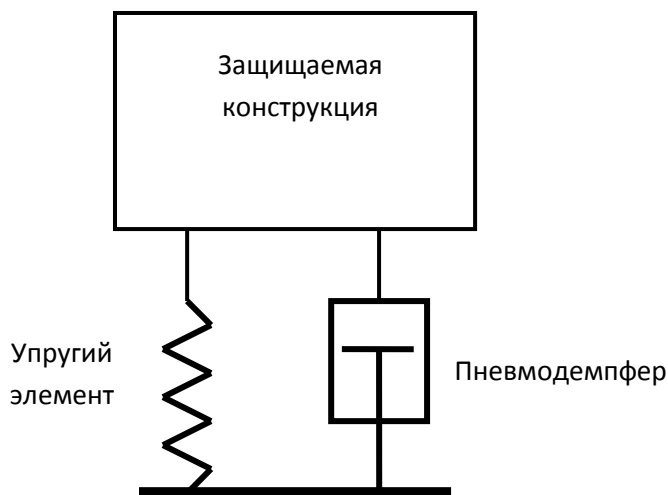 Защищаемая
конструкция
Упругий
элемент
Пневмодемпфер